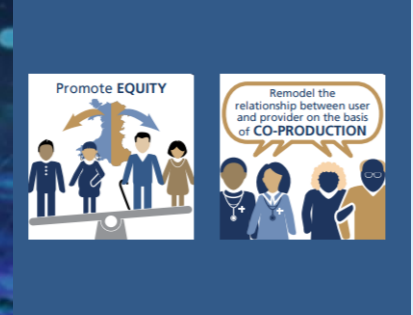 Promote EQUITY
Remodel the
relationship between user
and provider on the basis
of CO-PRODUCTION